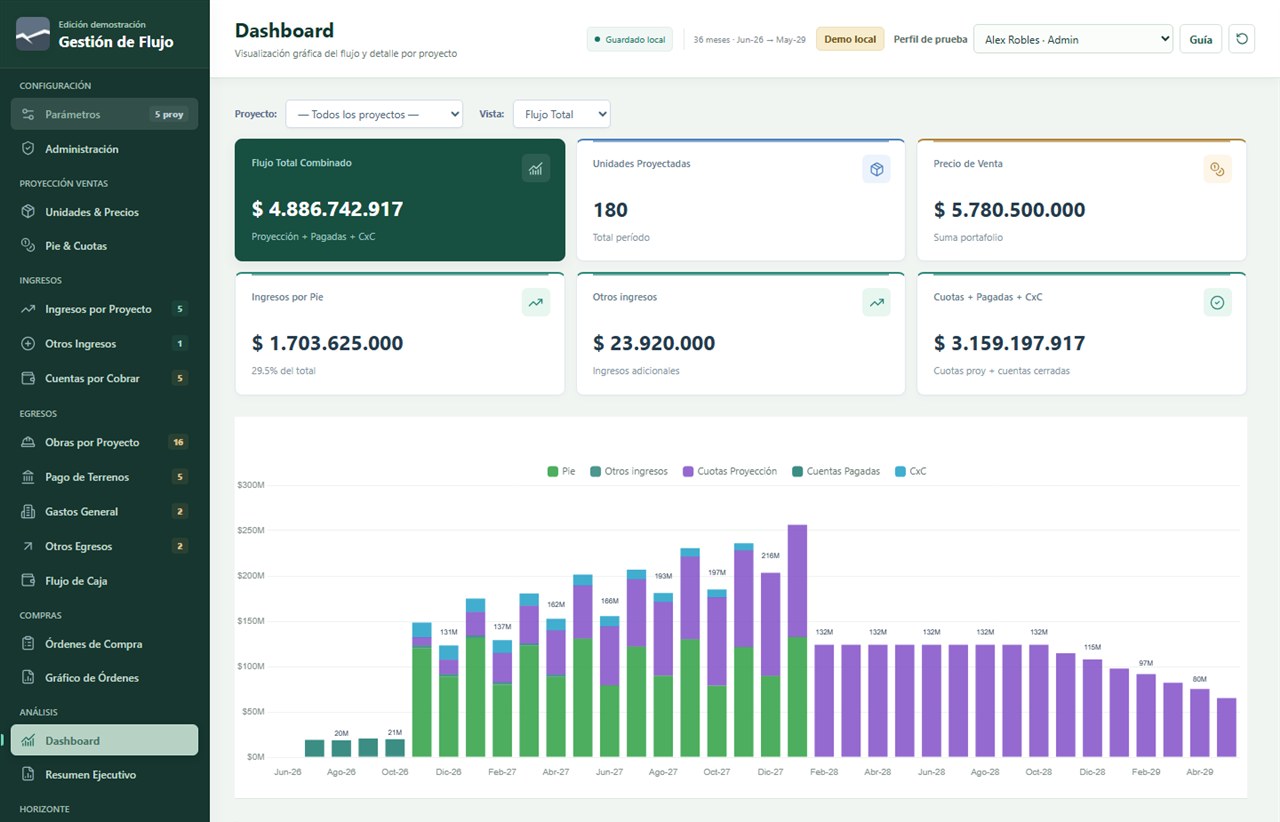 Edición demostración
Gestión de Flujo
CONFIGURACIÓN
Parámetros 5 proy
Administración
PROYECCIÓN VENTAS
Unidades & Precios
Pie & Cuotas
INGRESOS
Ingresos por Proyecto 5
Otros Ingresos 1
Cuentas por Cobrar 5
EGRESOS
Obras por Proyecto 16
Pago de Terrenos 5
Gastos General 2
Otros Egresos 2
Flujo de Caja
COMPRAS
Órdenes de Compra
Gráfico de Órdenes
ANÁLISIS
Dashboard
Resumen Ejecutivo
HORIZONTE
Dashboard
Visualización gráfica del flujo y detalle por proyecto
Guardado local
36 meses · Jun-26 → May-29
Demo local
Perfil de prueba
Alex Robles · Admin
Guía
Proyecto: — Todos los proyectos — Vista: Flujo Total
Flujo Total Combinado
$ 4.886.742.917
Proyección + Pagadas + CxC
Unidades Proyectadas
180
Total período
Precio de Venta
$ 5.780.500.000
Suma portafolio
Ingresos por Pie
$ 1.703.625.000
29.5% del total
Otros ingresos
$ 23.920.000
Ingresos adicionales
Cuotas + Pagadas + CxC
$ 3.159.197.917
Cuotas proy + cuentas cerradas
Pie Otros ingresos Cuotas Proyección Cuentas Pagadas CxC
$300M
$250M
$200M
$150M
$100M
$50M
$0M
20M 21M 131M 137M 162M 166M 193M 197M 216M 132M 132M 132M 132M 132M 115M 97M 80M
Jun-26 Ago-26 Oct-26 Dic-26 Feb-27 Abr-27 Jun-27 Ago-27 Oct-27 Dic-27 Feb-28 Abr-28 Jun-28 Ago-28 Oct-28 Dic-28 Feb-29 Abr-29